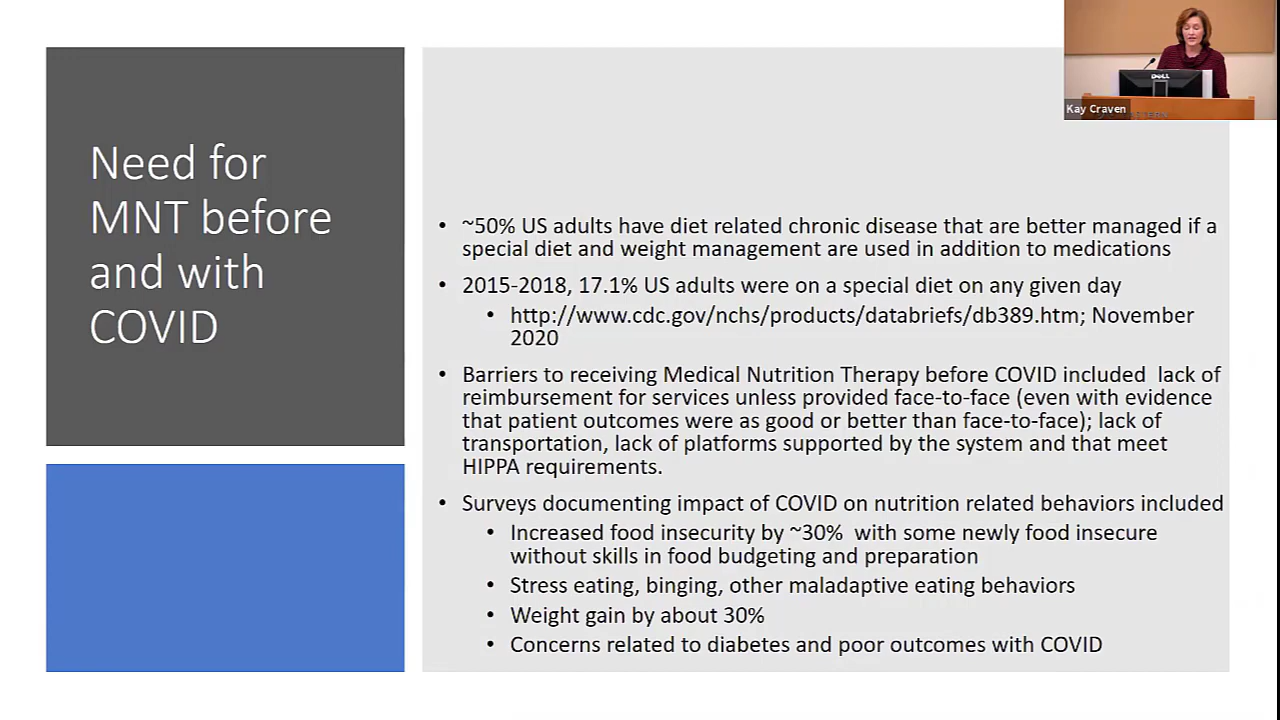 Need for
MNT before
and with
COVID
• ~50% US adults have diet related chronic disease that are better managed if a
special diet and weight management are used in addition to medications
• 2015-2018, 17.1% US adults were on a special diet on any given day
• http://www.cdc.gov/nchs/products/databriefs/db389.htm; November
2020
• Barriers to receiving Medical Nutrition Therapy before COVID included  lack of
reimbursement for services unless provided face-to-face (even with evidence
that patient outcomes were as good or better than face-to-face); lack of
transportation, lack of platforms supported by the system and that meet
HIPPA requirements.
• Surveys documenting impact of COVID on nutrition related behaviors included
• Increased food insecurity by ~30%  with some newly food insecure
without skills in food budgeting and preparation
• Stress eating, binging, other maladaptive eating behaviors
• Weight gain by about 30%
• Concerns related to diabetes and poor outcomes with COVID
DELL
Kay Craven